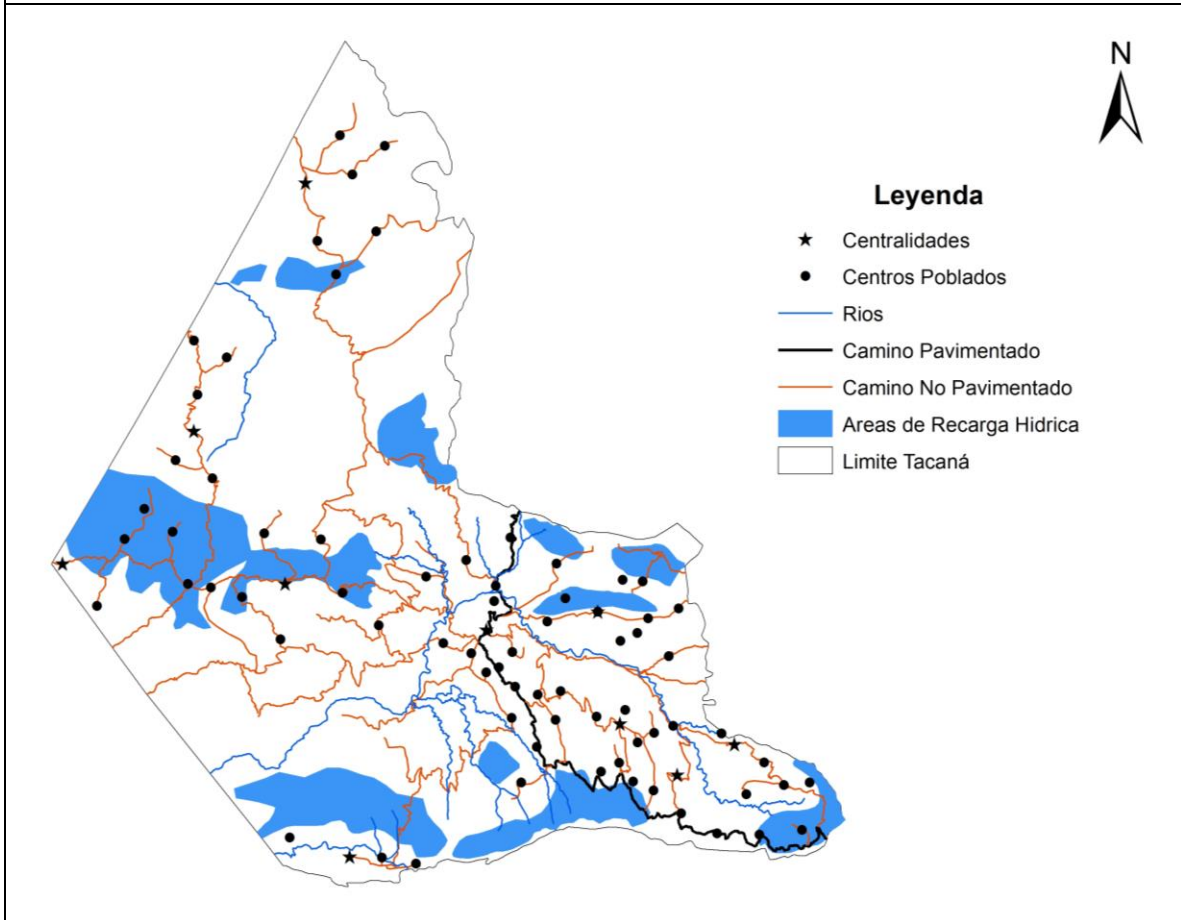 N
Leyenda
Centralidades
Centros Poblados
Rios
Camino Pavimentado
Camino No Pavimentado
Areas de Recarga Hidrica
Limite Tacaná